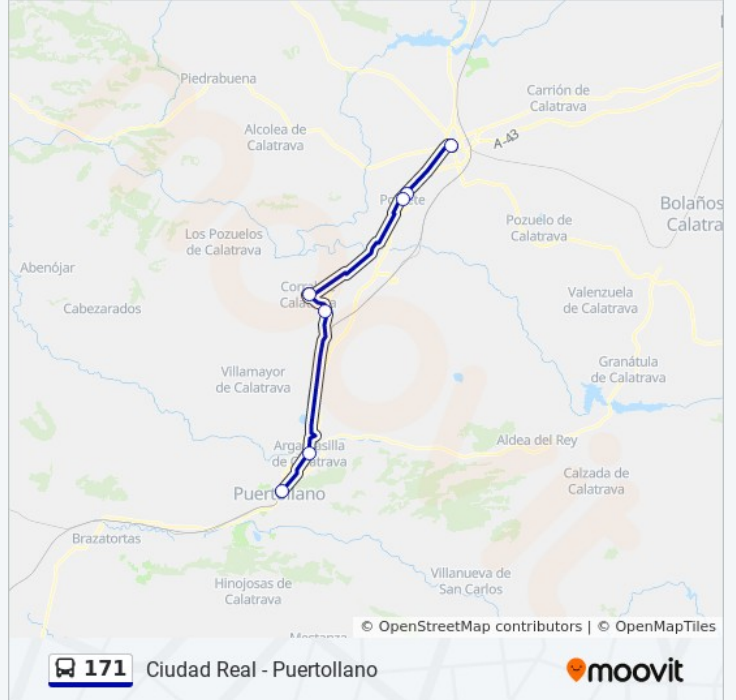 Piedrabuena
Carrión de
Calatrava
Alcolea de
Calatrava
A-43
Bolaños
Calatra
Pozuelo de
Calatrava
Los Pozuelos
de Calatrava
Abenójar
Cabezarados
Valenzuela
de Calatrava
Villamayor
de Calatrava
Granátula
de Calatrava
Aldea del Rey
Calzada de
Calatrava
Brazatortas
Hinojosas de
Calatrava
Villanueva de
San Carlos
© OpenStreetMap contributors | © OpenMapTiles
171 Ciudad Real - Puertollano
moovit